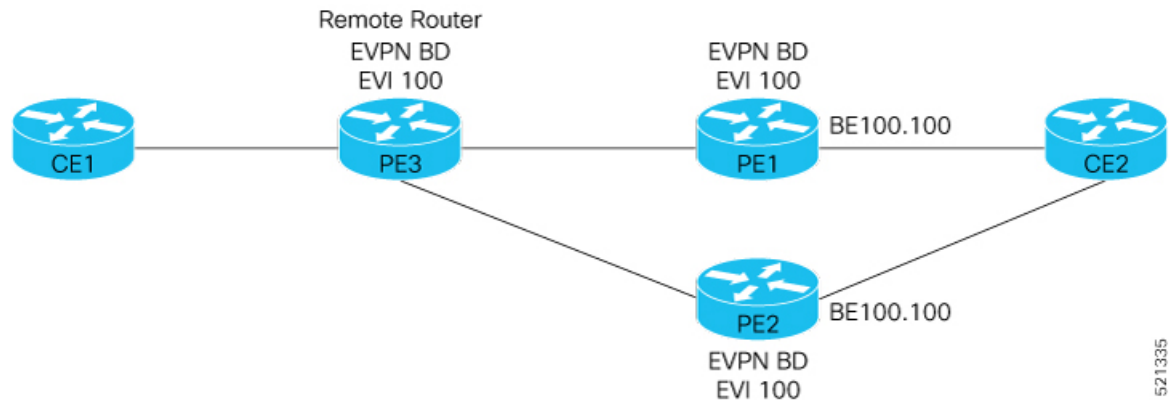 Remote Router
EVPN BD
EVI 100
EVPN BD
EVI 100
BE100.100
CE1
PE3
PE1
CE2
PE2
BE100.100
EVPN BD
EVI 100
521335